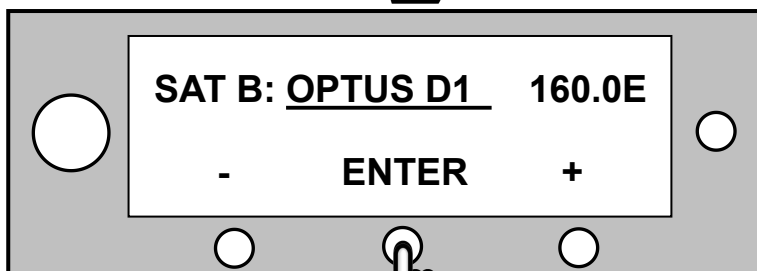 SAT B: OPTUS D1 160.0E
- ENTER +